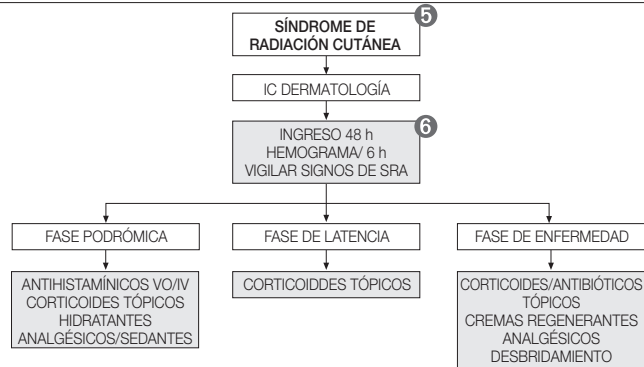 SÍNDROME DE
RADIACIÓN CUTÁNEA
5
IC DERMATOLOGÍA
INGRESO 48 h
HEMOGRAMA/ 6 h
VIGILAR SIGNOS DE SRA
6
FASE PODRÓMICA
ANTIHISTAMÍNICOS VO/IV
CORTICOIDES TÓPICOS
HIDRATANTES
ANALGÉSICOS/SEDANTES
FASE DE LATENCIA
CORTICOIDDES TÓPICOS
FASE DE ENFERMEDAD
CORTICOIDES/ANTIBIÓTICOS
TÓPICOS
CREMAS REGENERANTES
ANALGÉSICOS
DESBRIDAMIENTO